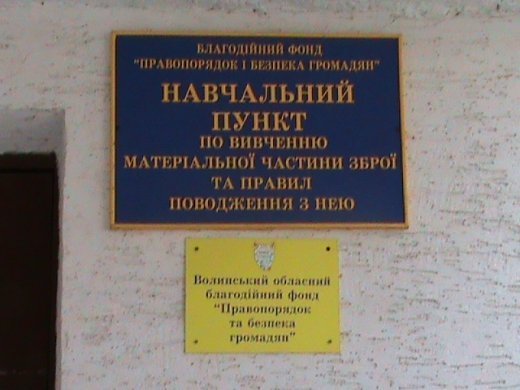 БЛАГОДІЙНИЙ ФОНД
"ПРАВОПОРЯДОК І БЕЗПЕКА ГРОМАДЯН"
НАВЧАЛЬНИЙ
ПУНКТ
ПО ВИВЧЕННЮ
МАТЕРІАЛЬНОЇ ЧАСТИНИ ЗБРОЇ
ТА ПРАВИЛ
ПОВОДЖЕННЯ З НЕЮ
Волинський обласний
благодійний фонд
"Правопорядок
та безпека
громадян"